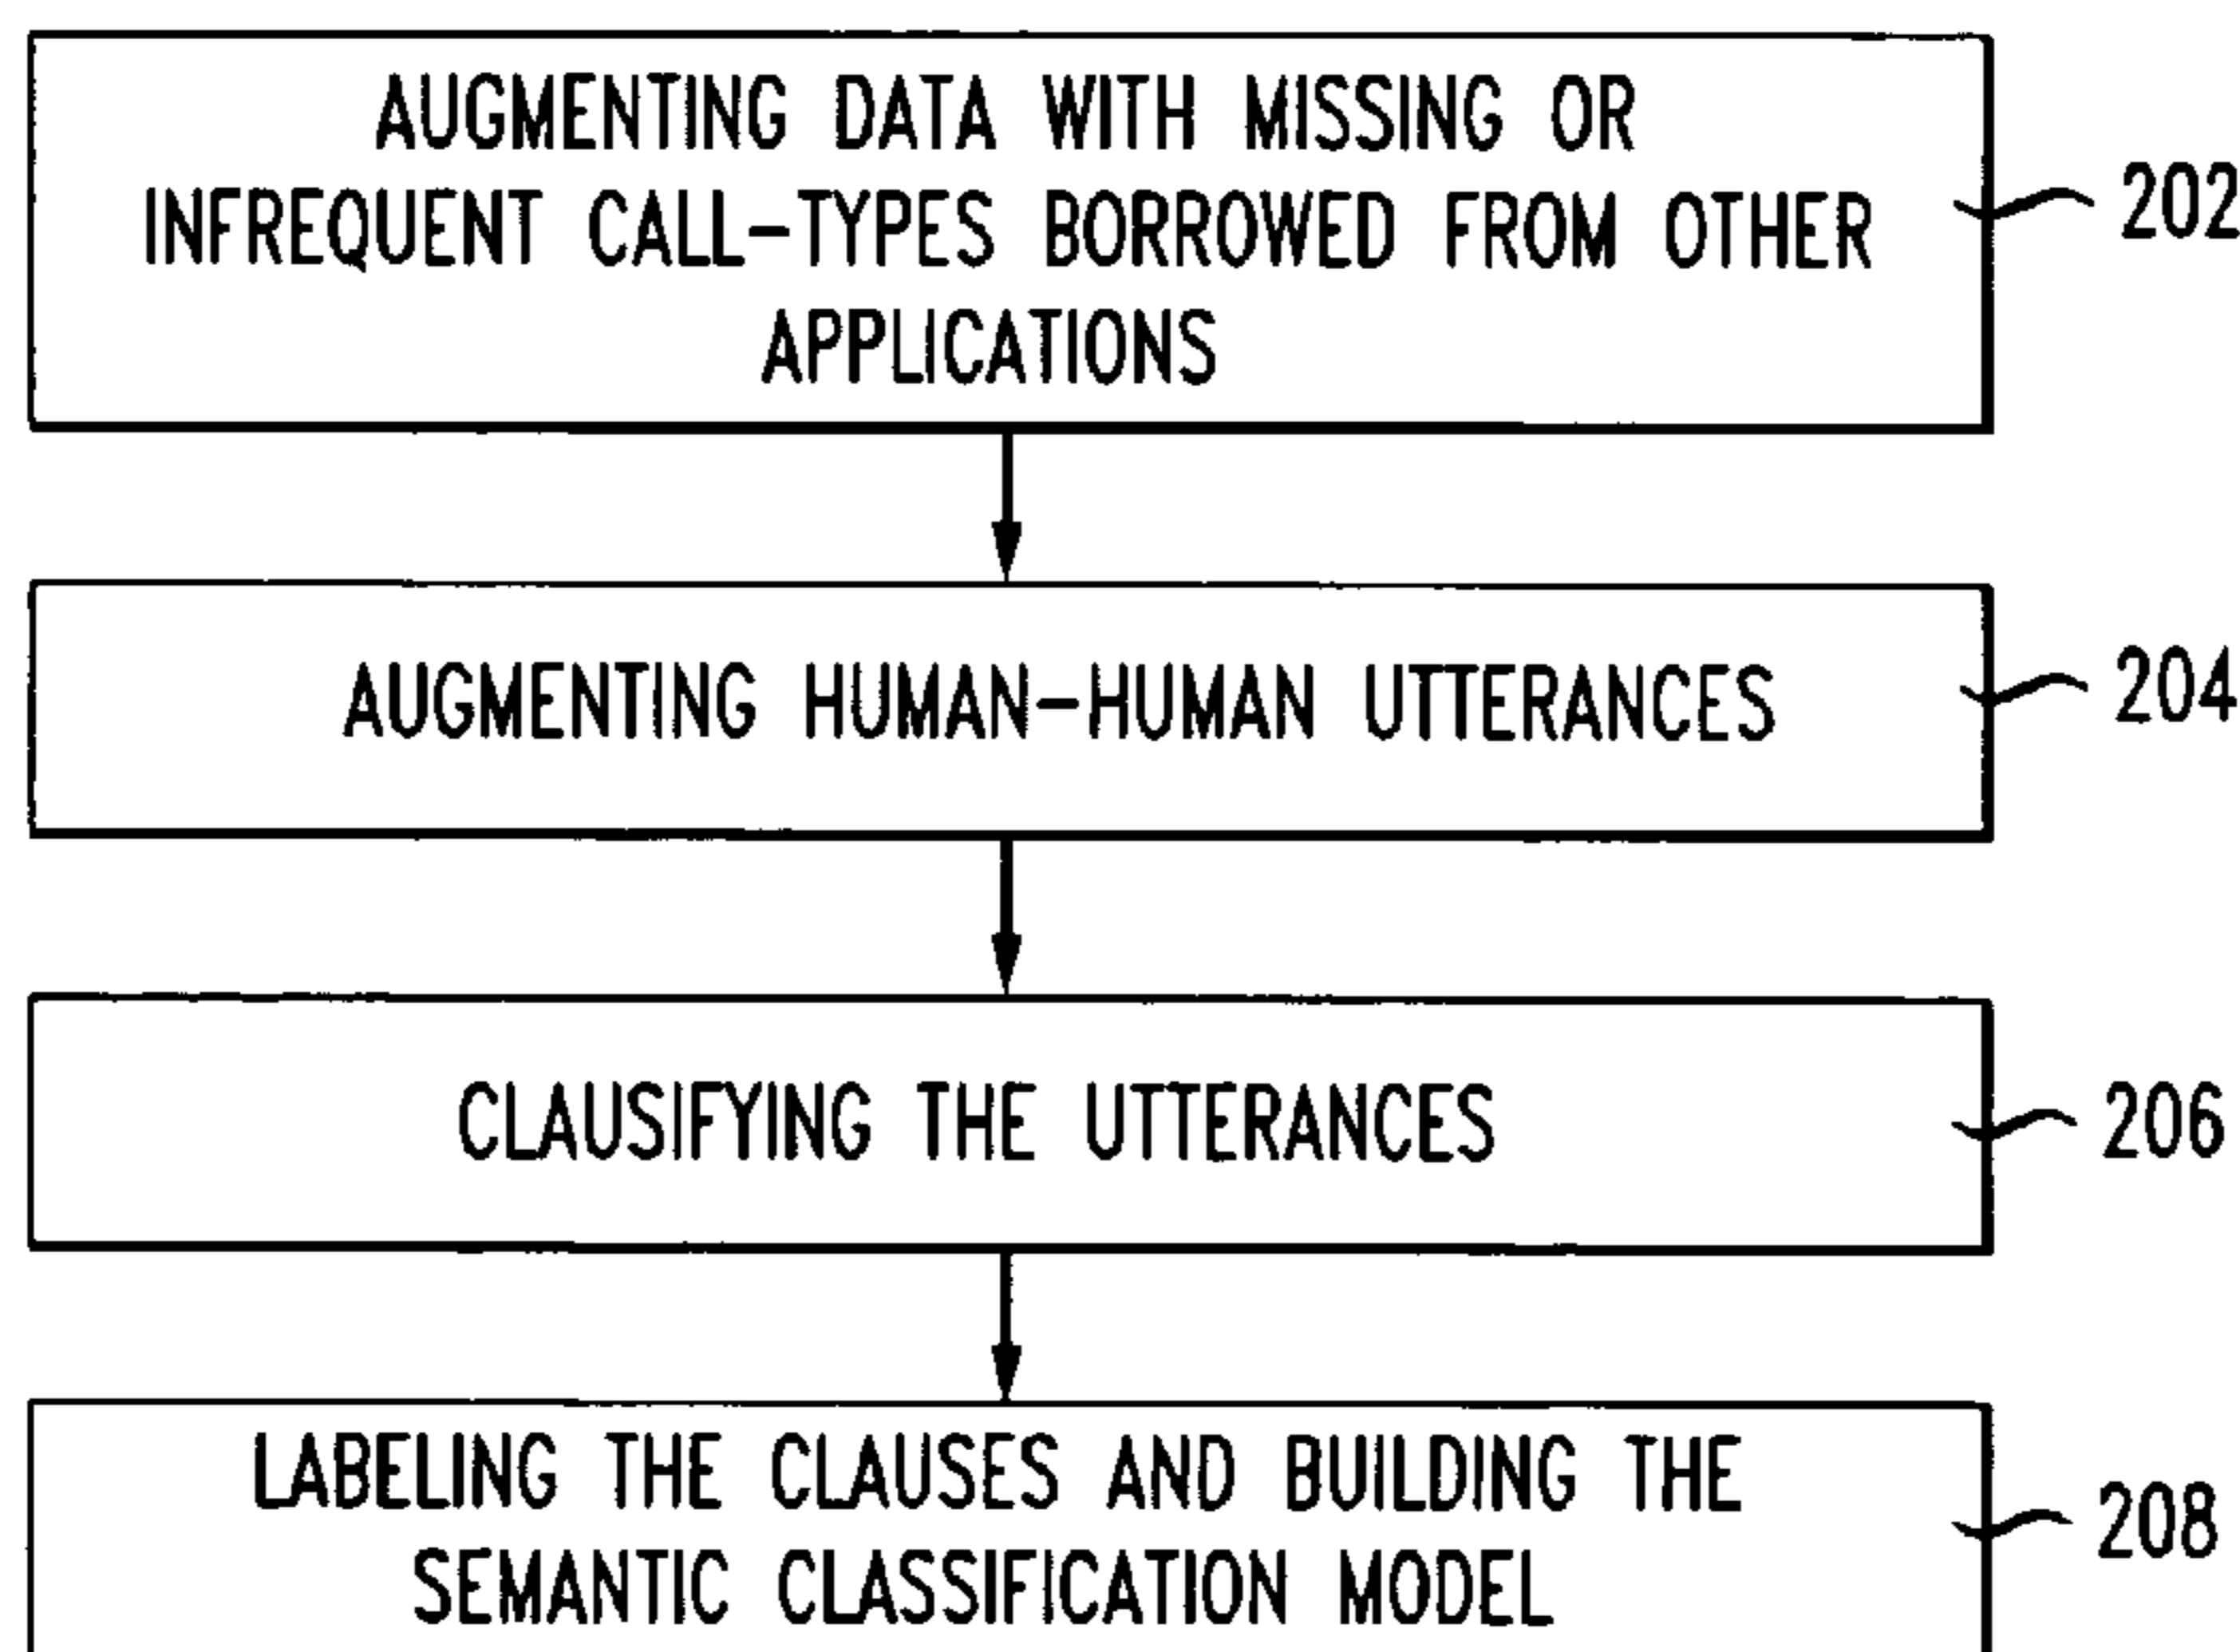 AUGMENTING DATA WITH MISSING OR
INFREQUENT CALL-TYPES BORROWED FROM OTHER
APPLICATIONS
202
AUGMENTING HUMAN-HUMAN UTTERANCES
204
CLAUSIFYING THE UTTERANCES
206
LABELING THE CLAUSES AND BUILDING THE
SEMANTIC CLASSIFICATION MODEL
208